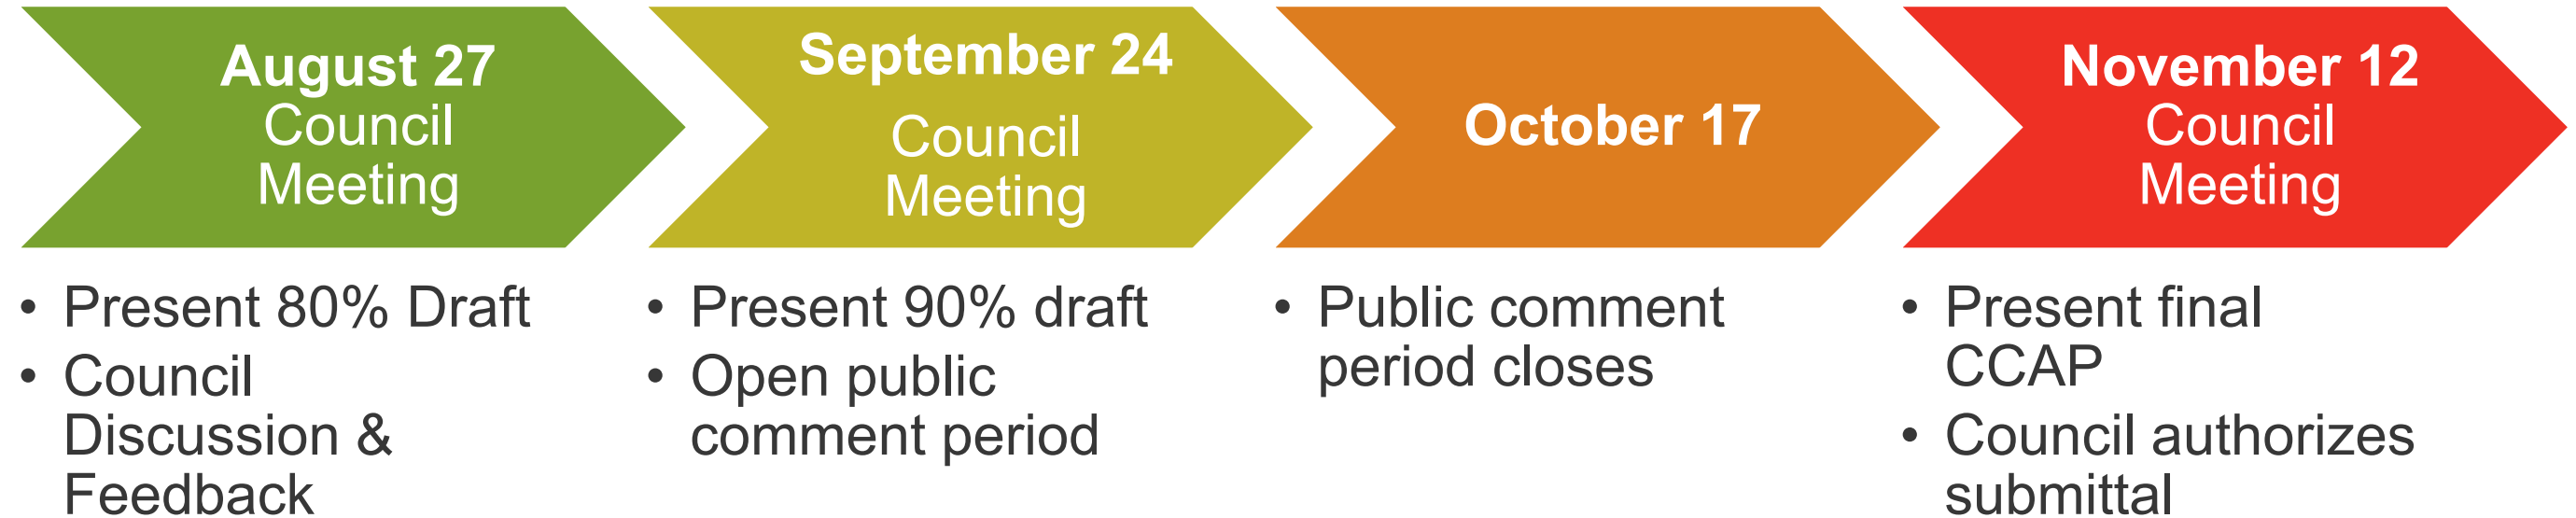 August 27
Council
Meeting
• Present 80% Draft
• Council
Discussion &
Feedback
September 24
Council
Meeting
• Present 90% draft
• Open public
comment period
October 17
• Public comment
period closes
November 12
Council
Meeting
• Present final
CCAP
• Council authorizes
submittal